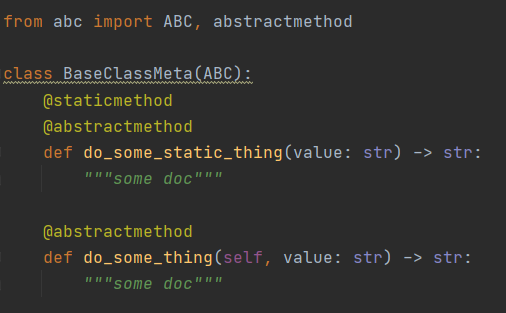 from abc import ABC, abstractmethod
class BaseClassMeta(ABC):
    @staticmethod
    @abstractmethod
    def do_some_static_thing(value: str) -> str:
        """some doc"""
    @abstractmethod
    def do_some_thing(self, value: str) -> str:
        """some doc"""